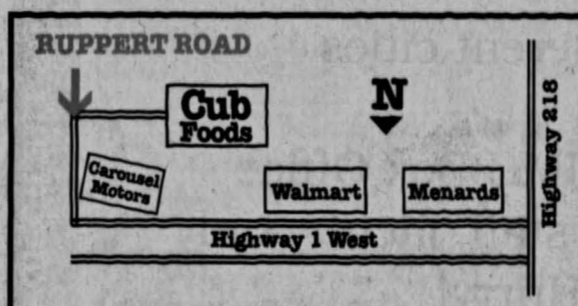 RUPPERT ROAD
Cub
Foods
N
Carousel
Motors
Walmart
Menards
Highway 218
Highway 1 West